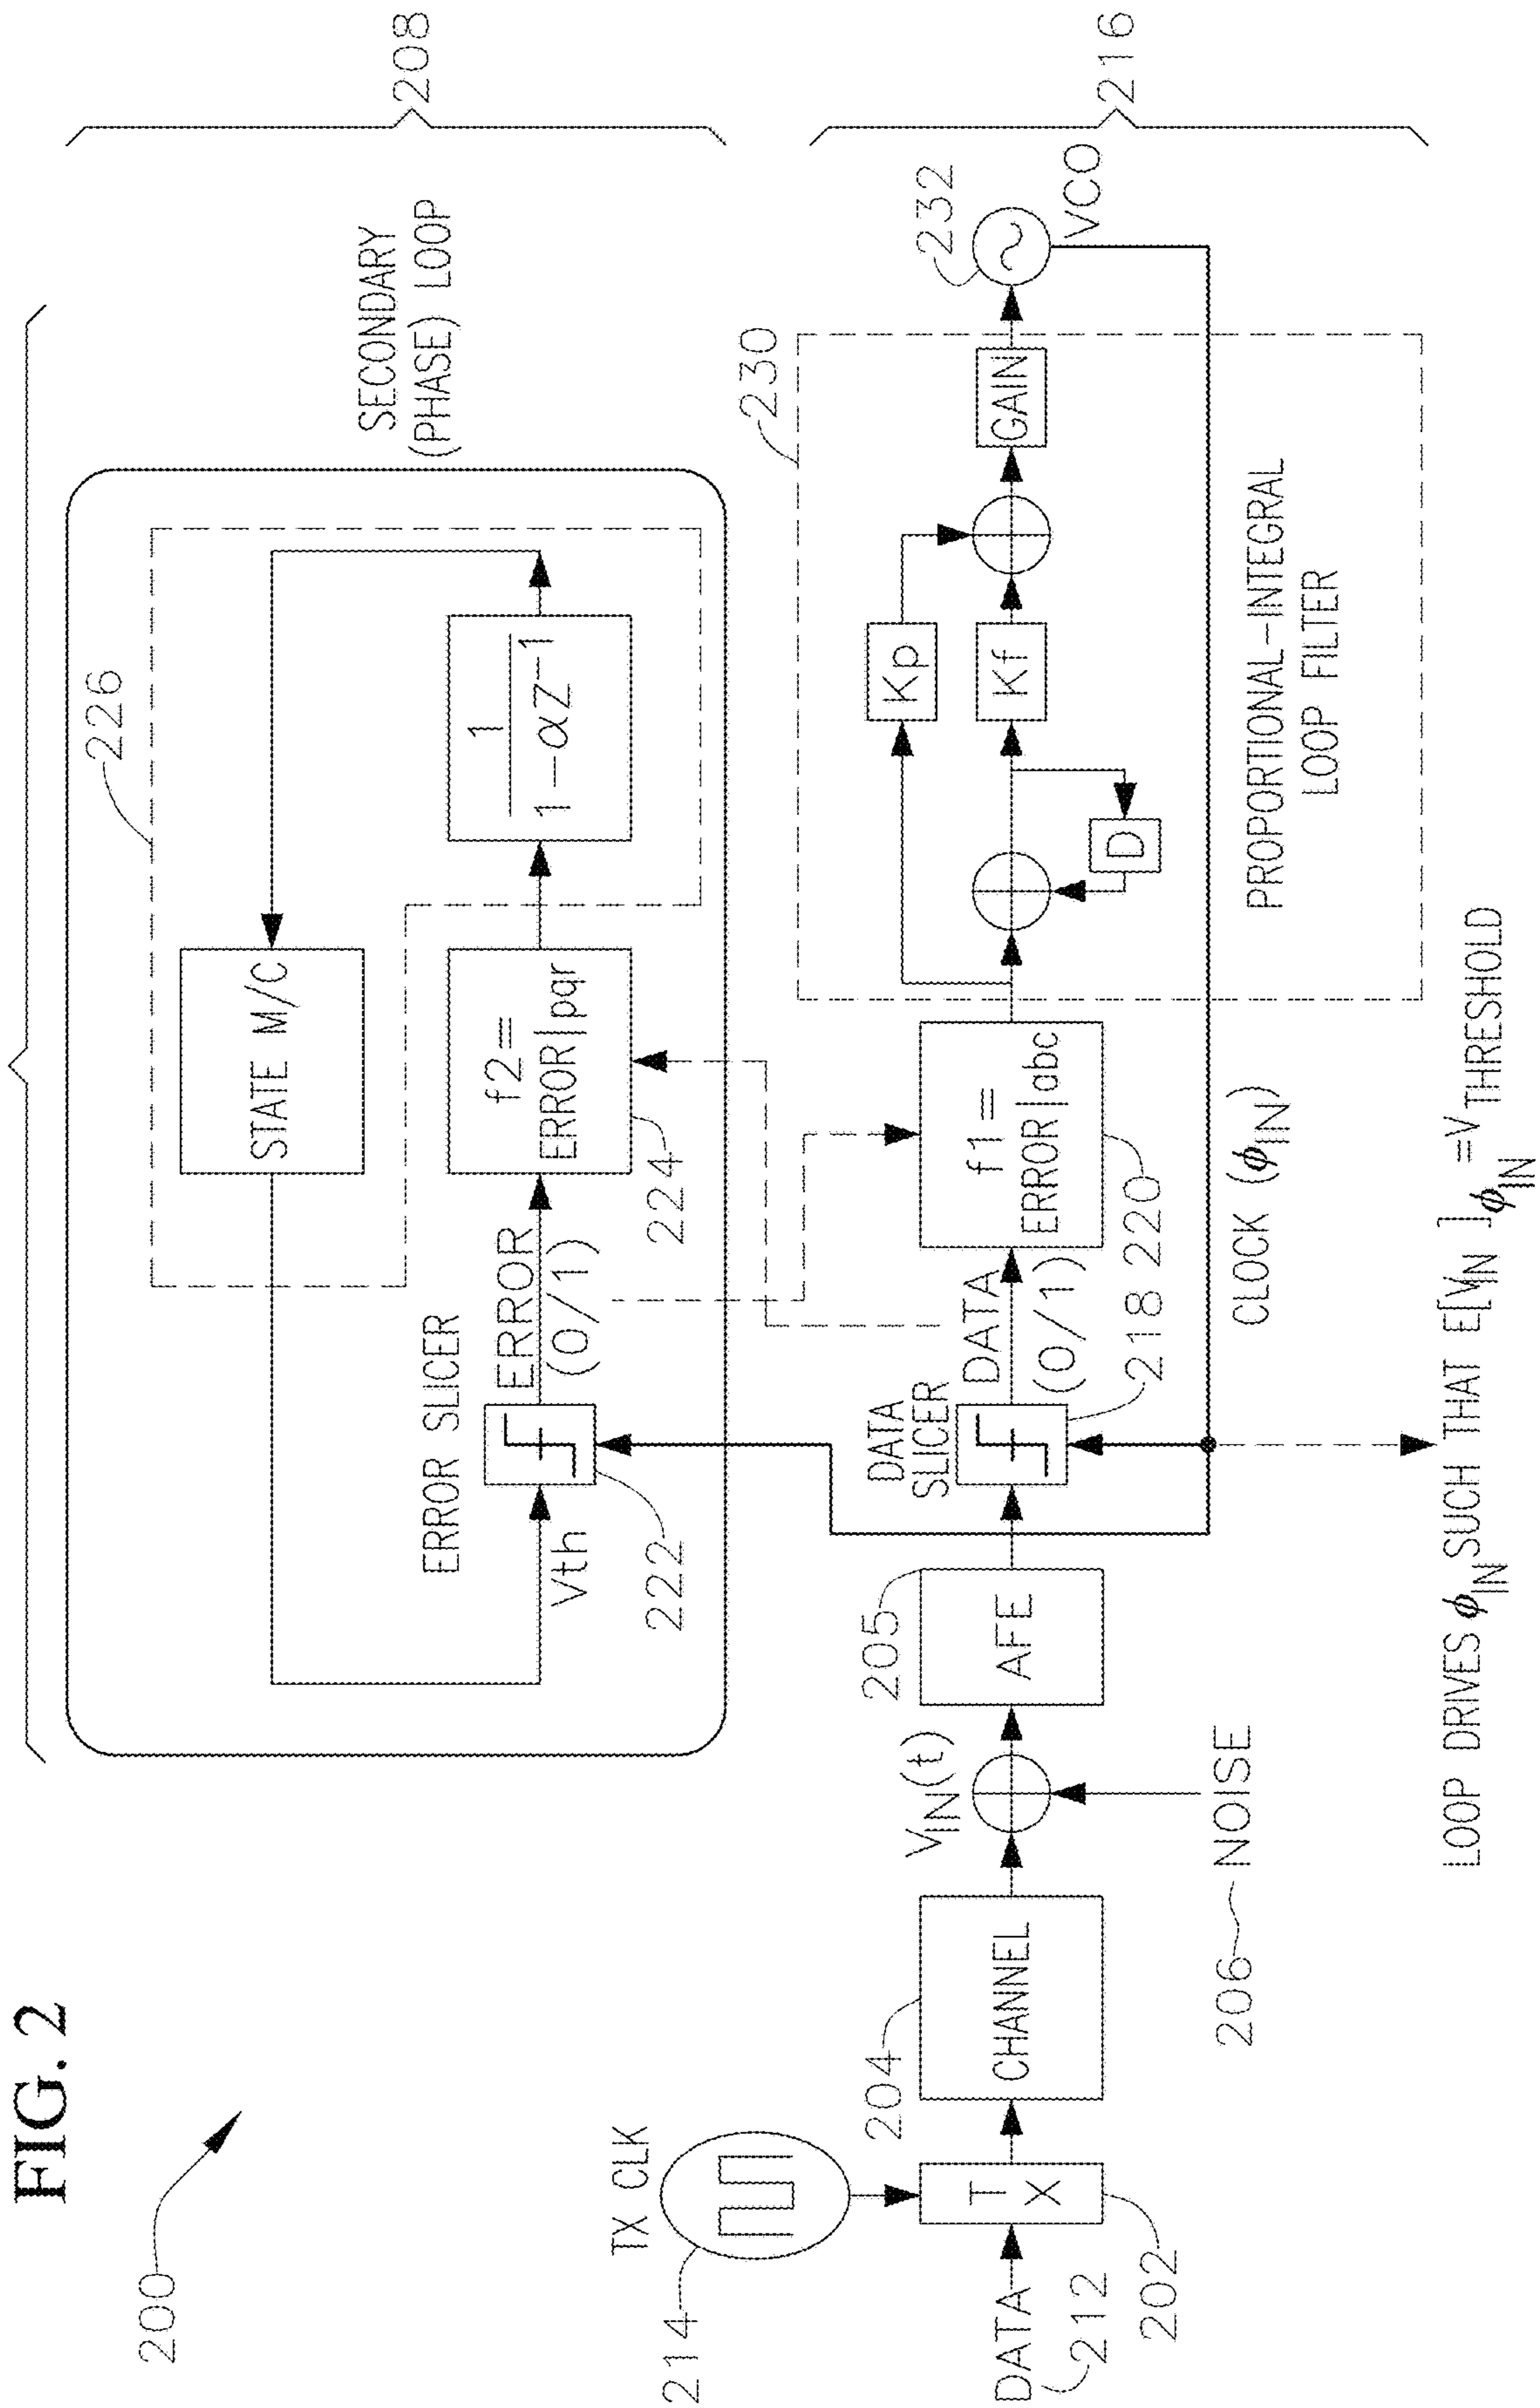 FIG. 2
200
208
SECONDARY
(PHASE) LOOP
226
STATE M/C
1
1-αZ⁻¹
f2=
ERROR|pqr
224
ERROR SLICER
ERROR
(0/1)
Vth
222
216
TX CLK
214
DATA
212
T
X
202
204
CHANNEL
V_IN(t)
206
NOISE
205
AFE
DATA
SLICER
DATA
(0/1)
218
220
f1=
ERROR|abc
230
Kp
Kf
D
GAIN
232
VCO
PROPORTIONAL-INTEGRAL
LOOP FILTER
CLOCK (ϕ_IN)
LOOP DRIVES ϕ_IN SUCH THAT E[V_IN]ϕ_IN =V_THRESHOLD